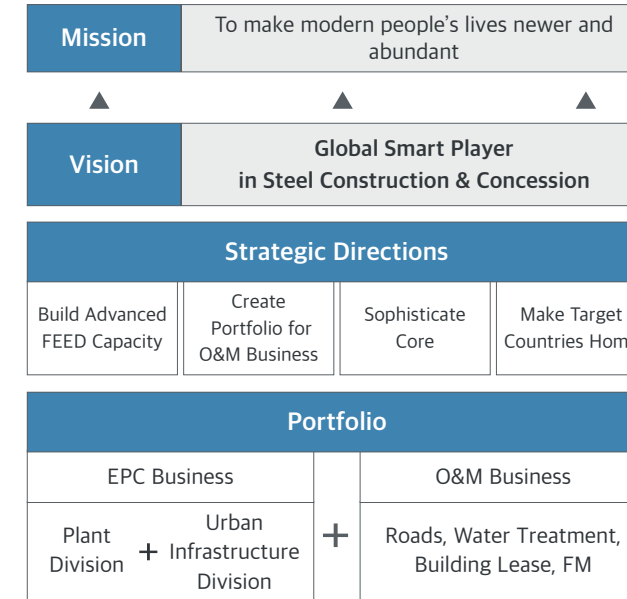 Mission
To make modern people's lives newer and
abundant
Vision
Global Smart Player
in Steel Construction & Concession
Strategic Directions
Build Advanced
FEED Capacity
Create
Portfolio for
O&M Business
Sophisticate
Core
Make Target
Countries Hom
Portfolio
EPC Business
Plant
Division
+
Urban
Infrastructure
Division
+
O&M Business
Roads, Water Treatment,
Building Lease, FM